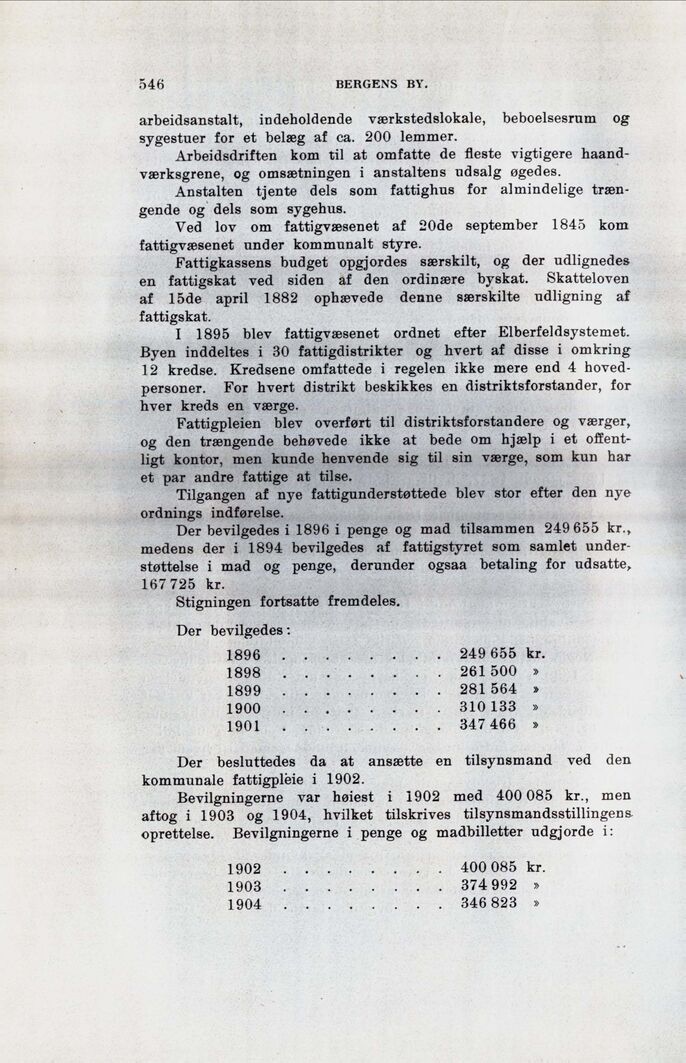 546 BERGENS BY.
arbeidsanstalt, indeholdende værkstedslokale, beboelsesrum og
sygestuer for et belæg af ca. 200 lemmer.
Arbeidsdriften kom til at omfatte de fleste vigtigere haand-
værksgrene, og omsætningen i anstaltens udsalg øgedes.
Anstalten tjente dels som fattighus for almindelige træn-
gende og dels som sygehus.
Ved lov om fattigvæsenet af 20de september 1845 kom
fattigvæsenet under kommunalt styre.
Fattigkassens budget opgjordes særskilt, og der udlignedes
en fattigskat ved siden af den ordinære byskat. Skatteloven
af 15de april 1882 ophævede denne særskilte udligning af
fattigskat.
I 1895 blev fattigvæsenet ordnet efter Elberfeldsystemet.
Byen inddeltes i 30 fattigdistrikter og hvert af disse i omkring
12 kredse. Kredsene omfattede i regelen ikke mere end 4 hoved-
personer. For hvert distrikt beskikkes en distriktsforstander, for
hver kreds en værge.
Fattigpleien blev overført til distriktsforstandere og værger,
og den trængende behøvede ikke at bede om hjælp i et offent-
ligt kontor, men kunde henvende sig til sin værge, som kun har
et par andre fattige at tilse.
Tilgangen af nye fattigunderstøttede blev stor efter den nye
ordnings indførelse.
Der bevilgedes i 1896 i penge og mad tilsammen 249 655 kr.,
medens der i 1894 bevilgedes af fattigstyret som samlet under-
støttelse i mad og penge, derunder ogsaa betaling for udsatte,
167 725 kr.
Stigningen fortsatte fremdeles.
Der bevilgedes:
1896 . . . . . . . . 249 655 kr.
1898 . . . . . . . . 261 500 »
1899 . . . . . . . . 281 564 »
1900 . . . . . . . . 310 133 »
1901 . . . . . . . . 347 466 »
Der besluttedes da at ansætte en tilsynsmand ved den
kommunale fattigpleie i 1902.
Bevilgningerne var høiest i 1902 med 400 085 kr., men
aftog i 1903 og 1904, hvilket tilskrives tilsynsmandsstillingens
oprettelse. Bevilgningerne i penge og madbilletter udgjorde i:
1902 . . . . . . . . 400 085 kr.
1903 . . . . . . . . 374 992 »
1904 . . . . . . . . 346 823 »